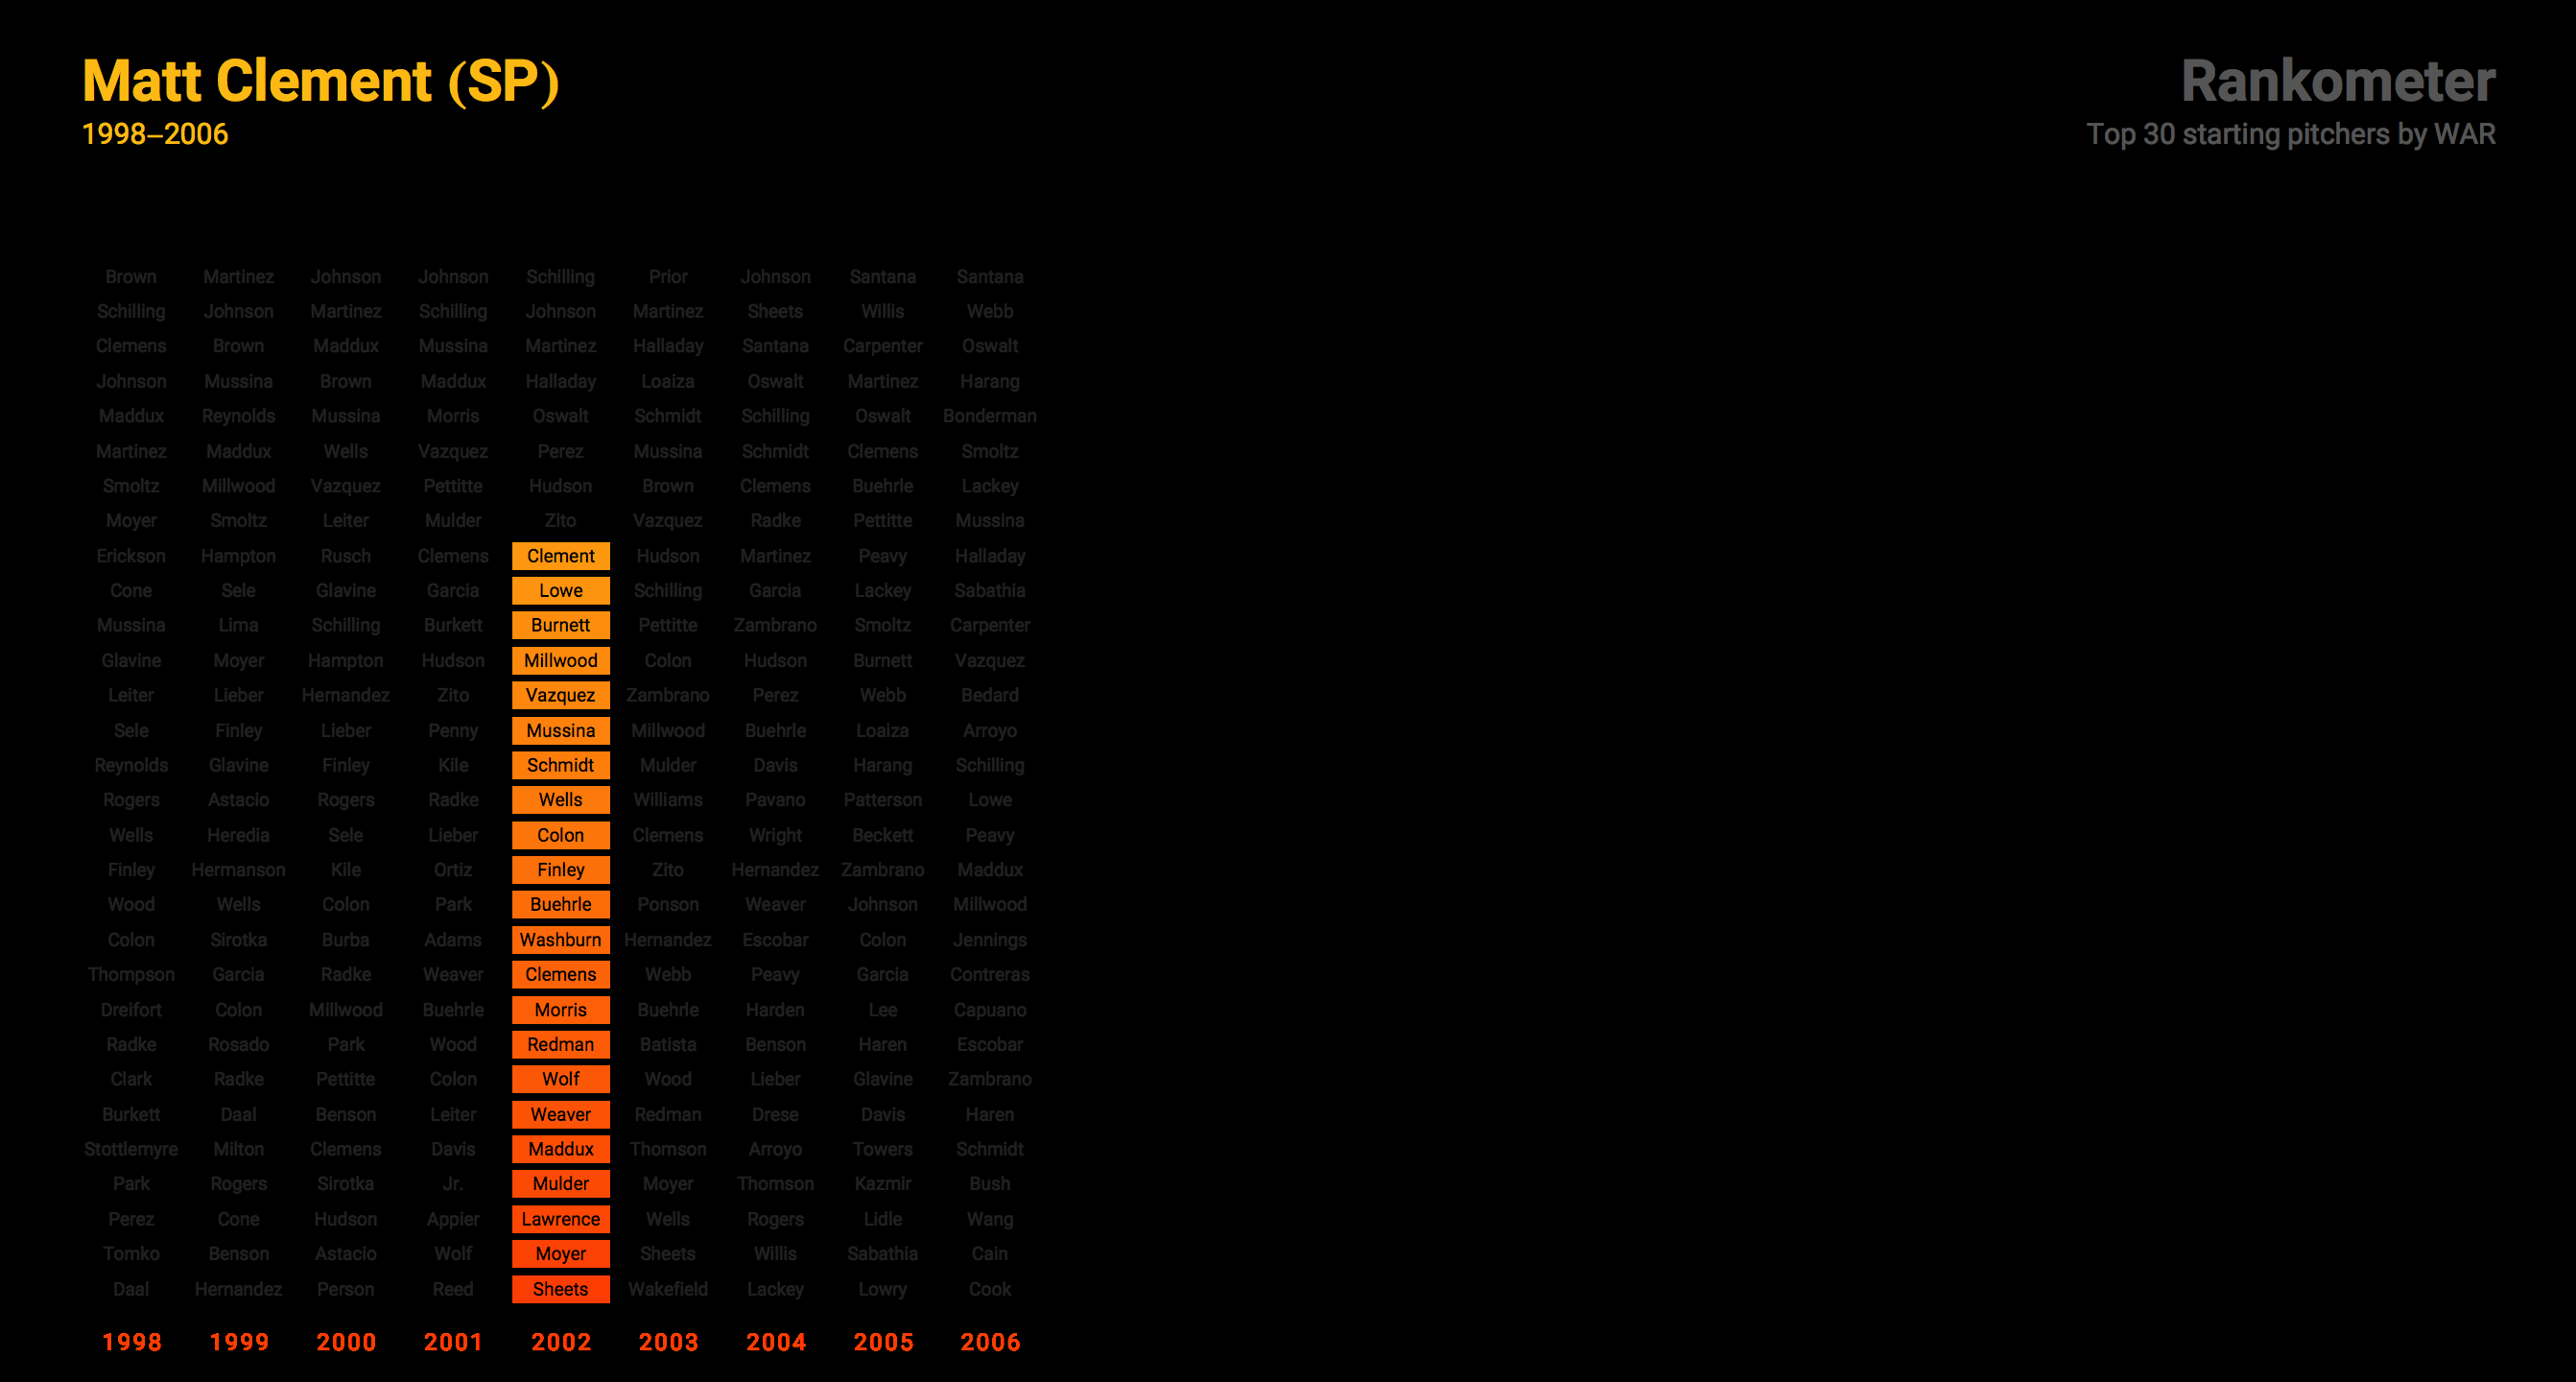 Matt Clement (SP)
1998–2006
Rankometer
Top 30 starting pitchers by WAR
Brown Martinez Johnson Johnson Schilling Prior Johnson Santana Santana
Schilling Johnson Martinez Schilling Johnson Martinez Sheets Willis Webb
Clemens Brown Maddux Mussina Martinez Halladay Santana Carpenter Oswalt
Johnson Mussina Brown Maddux Halladay Loaiza Oswalt Martinez Harang
Maddux Reynolds Mussina Morris Oswalt Schmidt Schilling Oswalt Bonderman
Martinez Maddux Wells Vazquez Perez Mussina Schmidt Clemens Smoltz
Smoltz Millwood Vazquez Pettitte Hudson Brown Clemens Buehrle Lackey
Moyer Smoltz Leiter Mulder Zito Vazquez Radke Pettitte Mussina
Erickson Hampton Rusch Clemens Clement Hudson Martinez Peavy Halladay
Cone Sele Glavine Garcia Lowe Schilling Garcia Lackey Sabathia
Mussina Lima Schilling Burkett Burnett Pettitte Zambrano Smoltz Carpenter
Glavine Moyer Hampton Hudson Millwood Colon Hudson Burnett Vazquez
Leiter Lieber Hernandez Zito Vazquez Zambrano Perez Webb Bedard
Sele Finley Lieber Penny Mussina Millwood Buehrle Loaiza Arroyo
Reynolds Glavine Finley Kile Schmidt Mulder Davis Harang Schilling
Rogers Astacio Rogers Radke Wells Williams Pavano Patterson Lowe
Wells Heredia Sele Lieber Colon Clemens Wright Beckett Peavy
Finley Hermanson Kile Ortiz Finley Zito Hernandez Zambrano Maddux
Wood Wells Colon Park Buehrle Ponson Weaver Johnson Millwood
Colon Sirotka Burba Adams Washburn Hernandez Escobar Colon Jennings
Thompson Garcia Radke Weaver Clemens Webb Peavy Garcia Contreras
Dreifort Colon Millwood Buehrle Morris Buehrle Harden Lee Capuano
Radke Rosado Park Wood Redman Batista Benson Haren Escobar
Clark Radke Pettitte Colon Wolf Wood Lieber Glavine Zambrano
Burkett Daal Benson Leiter Weaver Redman Drese Davis Haren
Stottlemyre Milton Clemens Davis Maddux Thomson Arroyo Towers Schmidt
Park Rogers Sirotka Jr. Mulder Moyer Thomson Kazmir Bush
Perez Cone Hudson Appier Lawrence Wells Rogers Lidle Wang
Tomko Benson Astacio Wolf Moyer Sheets Willis Sabathia Cain
Daal Hernandez Person Reed Sheets Wakefield Lackey Lowry Cook
1998 1999 2000 2001 2002 2003 2004 2005 2006